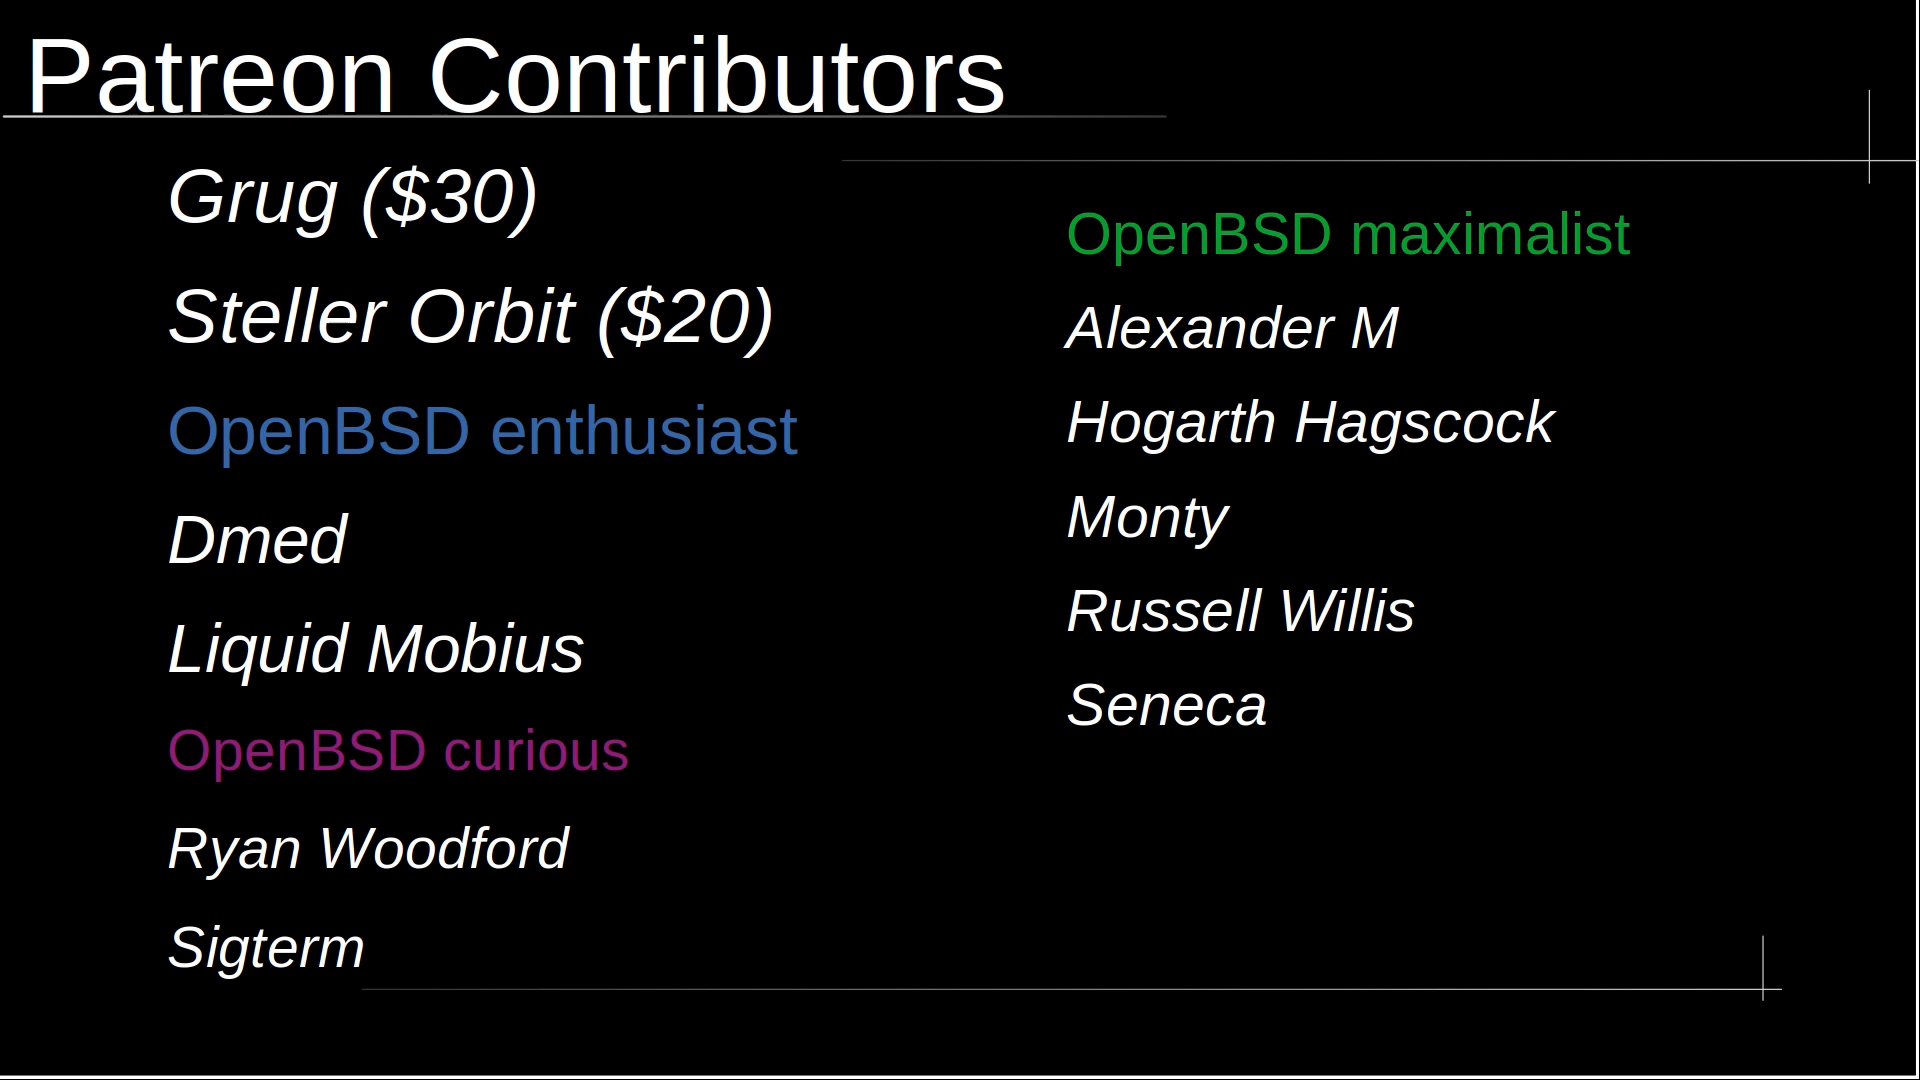 Patreon Contributors
Grug ($30)
Steller Orbit ($20)
OpenBSD enthusiast
Dmed
Liquid Mobius
OpenBSD curious
Ryan Woodford
Sigterm
OpenBSD maximalist
Alexander M
Hogarth Hagscock
Monty
Russell Willis
Seneca